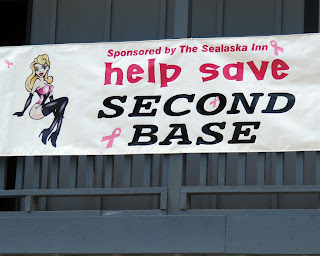 Sponsored by The Sealaska Inn
help save
SECOND
BASE